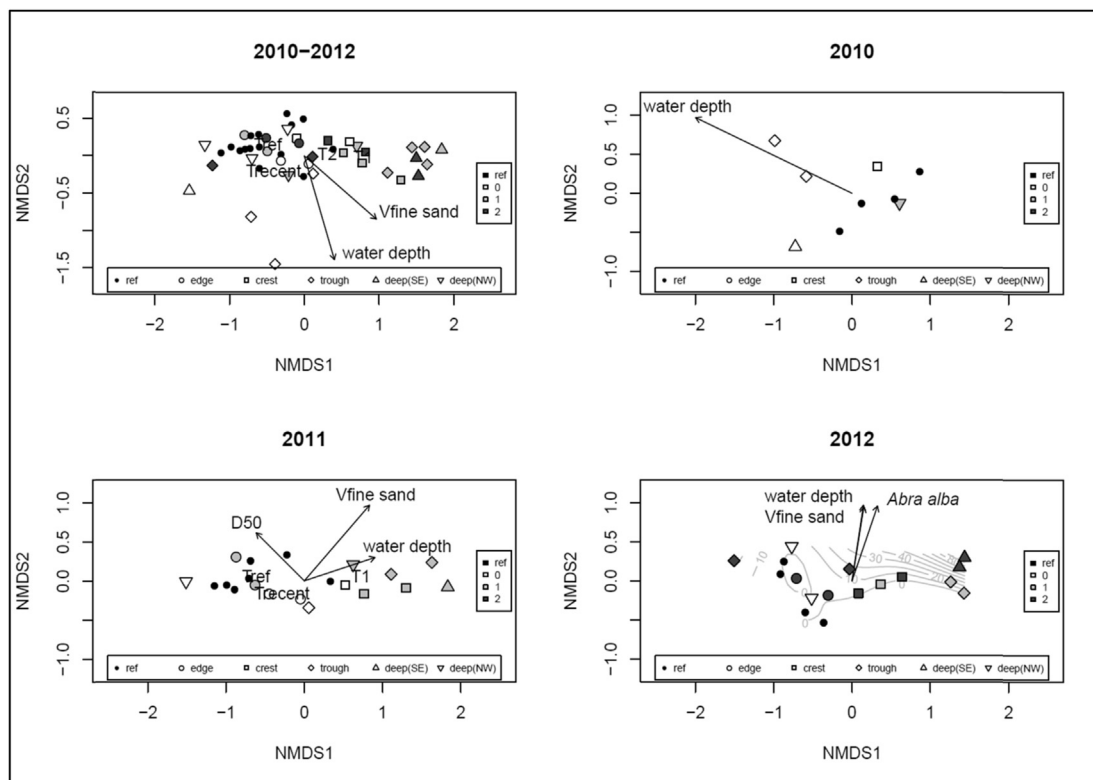 2010−2012
NMDS2
0.5
−0.5
−1.5
Tref
Trecent
T2
T1
Vfine sand
water depth
ref
0
1
2
ref edge crest trough deep(SE) deep(NW)
−2 −1 0 1 2
NMDS1
2010
NMDS2
1.0
0.0
−1.0
water depth
ref
0
1
2
ref edge crest trough deep(SE) deep(NW)
−2 −1 0 1 2
NMDS1
2011
NMDS2
1.0
0.5
0.0
−1.0
Vfine sand
D50
water depth
Tref
Trecent
T1
ref
0
1
2
ref edge crest trough deep(SE) deep(NW)
−2 −1 0 1 2
NMDS1
2012
NMDS2
1.0
0.5
0.0
−1.0
water depth
Vfine sand
Abra alba
−10
30
40
20
0
0
ref
0
1
2
ref edge crest trough deep(SE) deep(NW)
−2 −1 0 1 2
NMDS1